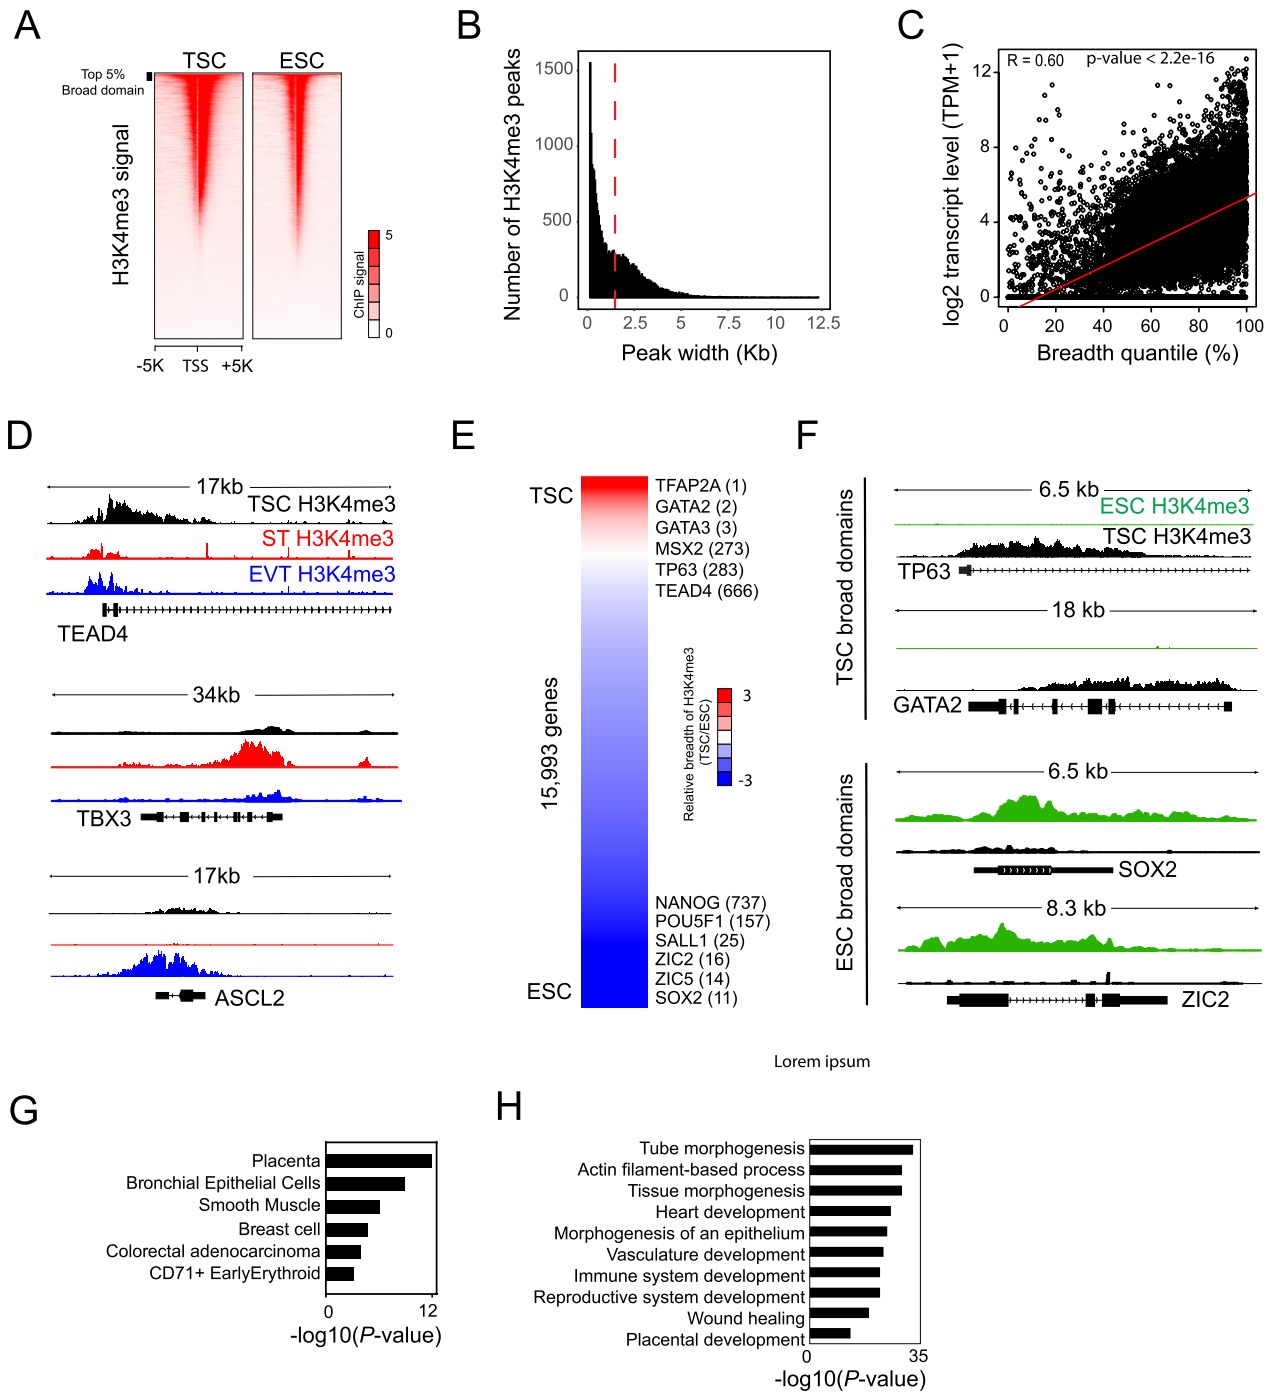 A
TSC
ESC
Top 5%
Broad domain
H3K4me3 signal
ChIP signal
5
0
-5K
TSS
+5K
B
Number of H3K4me3 peaks
1500
1000
500
0
0
2.5
5
7.5
10
12.5
Peak width (Kb)
C
log2 transcript level (TPM+1)
R = 0.60
p-value < 2.2e-16
12
8
4
0
0
20
40
60
80
100
Breadth quantile (%)
D
17kb
TSC H3K4me3
ST H3K4me3
EVT H3K4me3
TEAD4
34kb
TBX3
17kb
ASCL2
E
TSC
ESC
15,993 genes
TFAP2A (1)
GATA2 (2)
GATA3 (3)
MSX2 (273)
TP63 (283)
TEAD4 (666)
Relative breadth of H3K4me3
(TSC/ESC)
3
-3
NANOG (737)
POU5F1 (157)
SALL1 (25)
ZIC2 (16)
ZIC5 (14)
SOX2 (11)
F
TSC broad domains
6.5 kb
ESC H3K4me3
TSC H3K4me3
TP63
18 kb
GATA2
ESC broad domains
6.5 kb
SOX2
8.3 kb
ZIC2
Lorem ipsum
G
Placenta
Bronchial Epithelial Cells
Smooth Muscle
Breast cell
Colorectal adenocarcinoma
CD71+ EarlyErythroid
0
12
-log10(P-value)
H
Tube morphogenesis
Actin filament-based process
Tissue morphogenesis
Heart development
Morphogenesis of an epithelium
Vasculature development
Immune system development
Reproductive system development
Wound healing
Placental development
0
35
-log10(P-value)